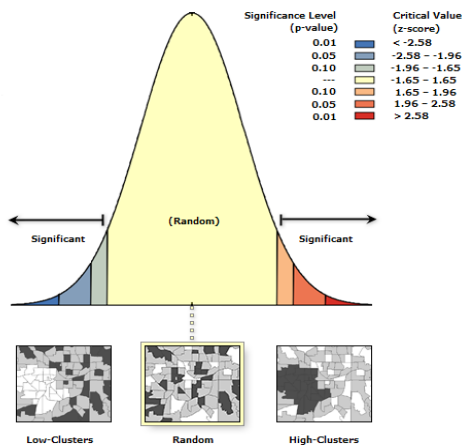 Significance Level Critical Value
(p-value) (z-score)
0.01 < -2.58
0.05 -2.58 – -1.96
0.10 -1.96 – -1.65
--- -1.65 – 1.65
0.10 1.65 – 1.96
0.05 1.96 – 2.58
0.01 > 2.58
(Random)
Significant Significant
Low-Clusters Random High-Clusters